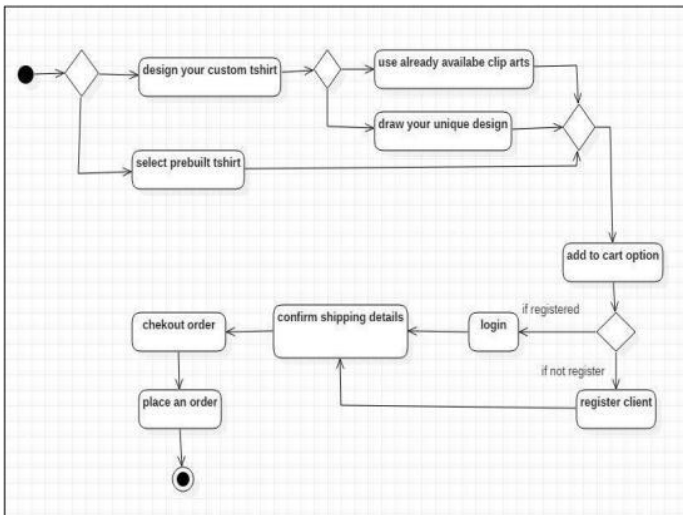 design your custom tshirt
use already availabe clip arts
draw your unique design
select prebuilt tshirt
add to cart option
if registered
login
confirm shipping details
chekout order
if not register
register client
place an order